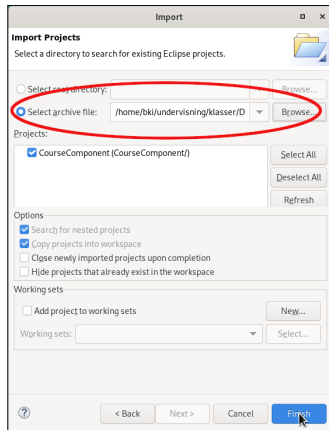 Import
Import Projects
Select a directory to search for existing Eclipse projects.
Select root directory: Browse...
Select archive file: /home/bki/undervisning/klasser/D Browse...
Projects:
CourseComponent (CourseComponent/)
Select All
Deselect All
Refresh
Options
Search for nested projects
Copy projects into workspace
Close newly imported projects upon completion
Hide projects that already exist in the workspace
Working sets
Add project to working sets New...
Working sets: Select...
? < Back Next > Cancel Finish